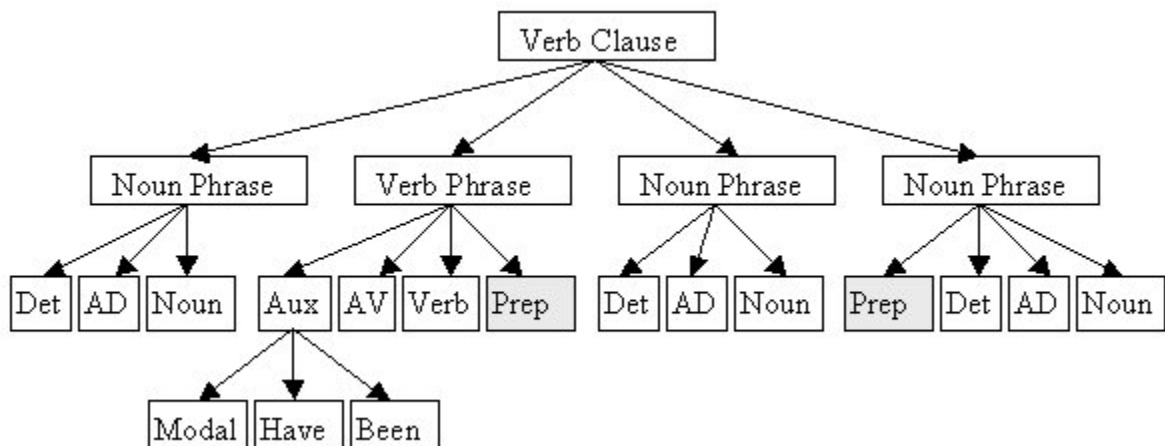 Verb Clause
Noun Phrase Verb Phrase Noun Phrase Noun Phrase
Det AD Noun Aux AV Verb Prep Det AD Noun Prep Det AD Noun
Modal Have Been